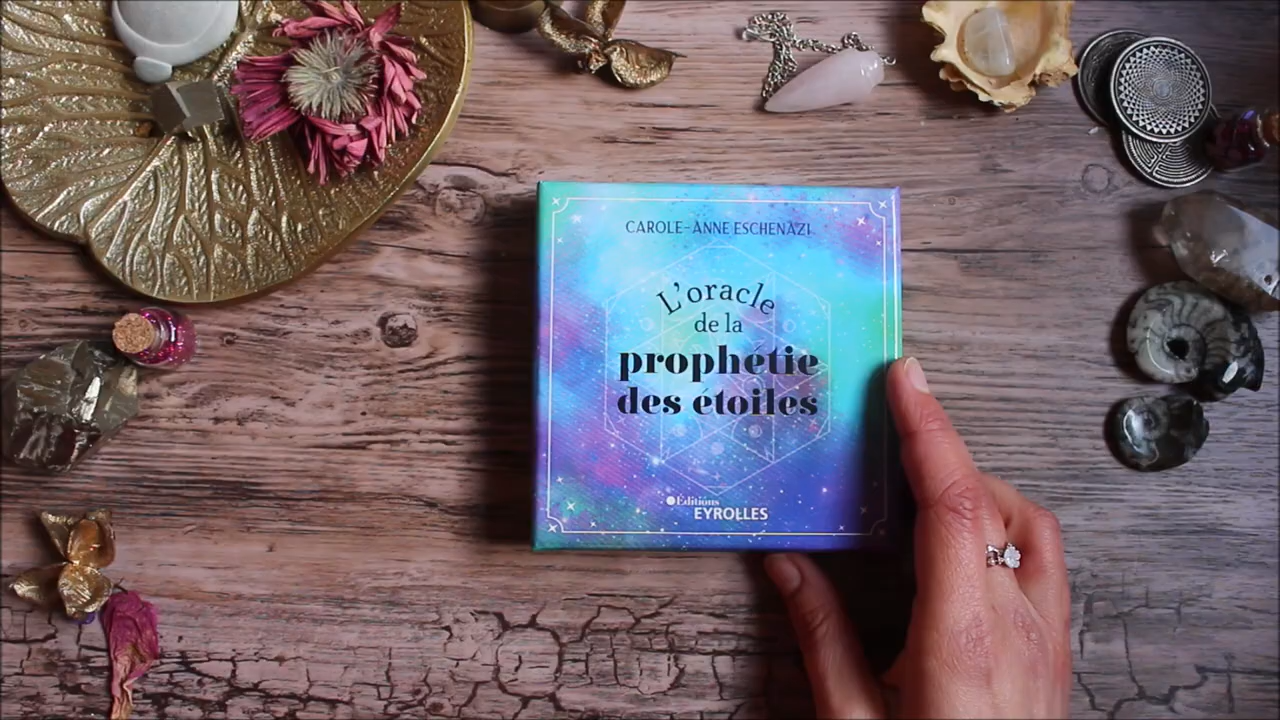 CAROLE-ANNE ESCHENAZI
L'oracle
de la
prophétie
des étoiles
Éditions
EYROLLES